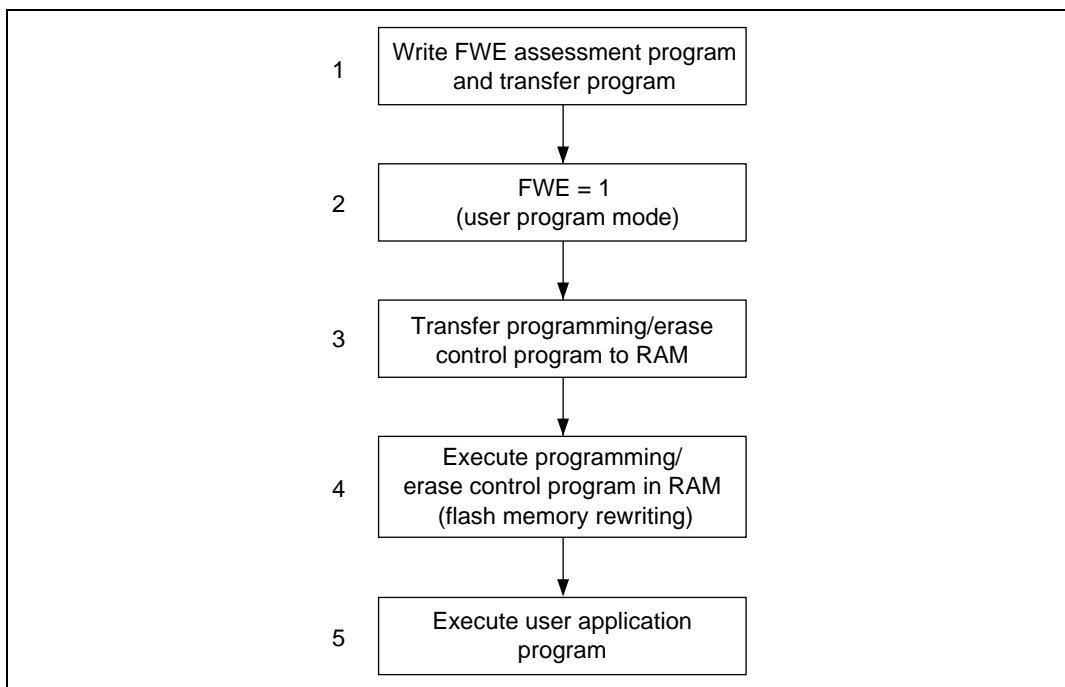 1
Write FWE assessment program
and transfer program
2
FWE = 1
(user program mode)
3
Transfer programming/erase
control program to RAM
4
Execute programming/
erase control program in RAM
(flash memory rewriting)
5
Execute user application
program